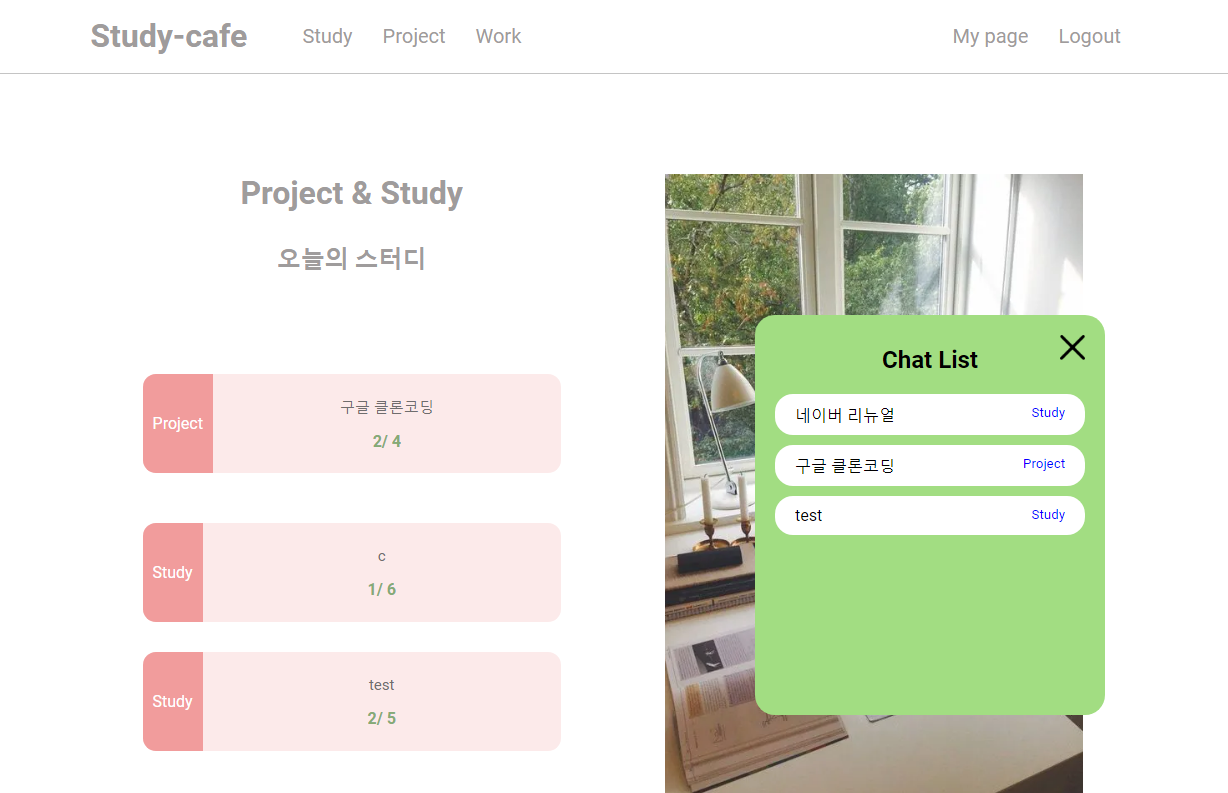 Study-cafe Study Project Work My page Logout
Project & Study
오늘의 스터디
Project
구글 클론코딩
2/ 4
Study
c
1/ 6
Study
test
2/ 5
Chat List
네이버 리뉴얼 Study
구글 클론코딩 Project
test Study